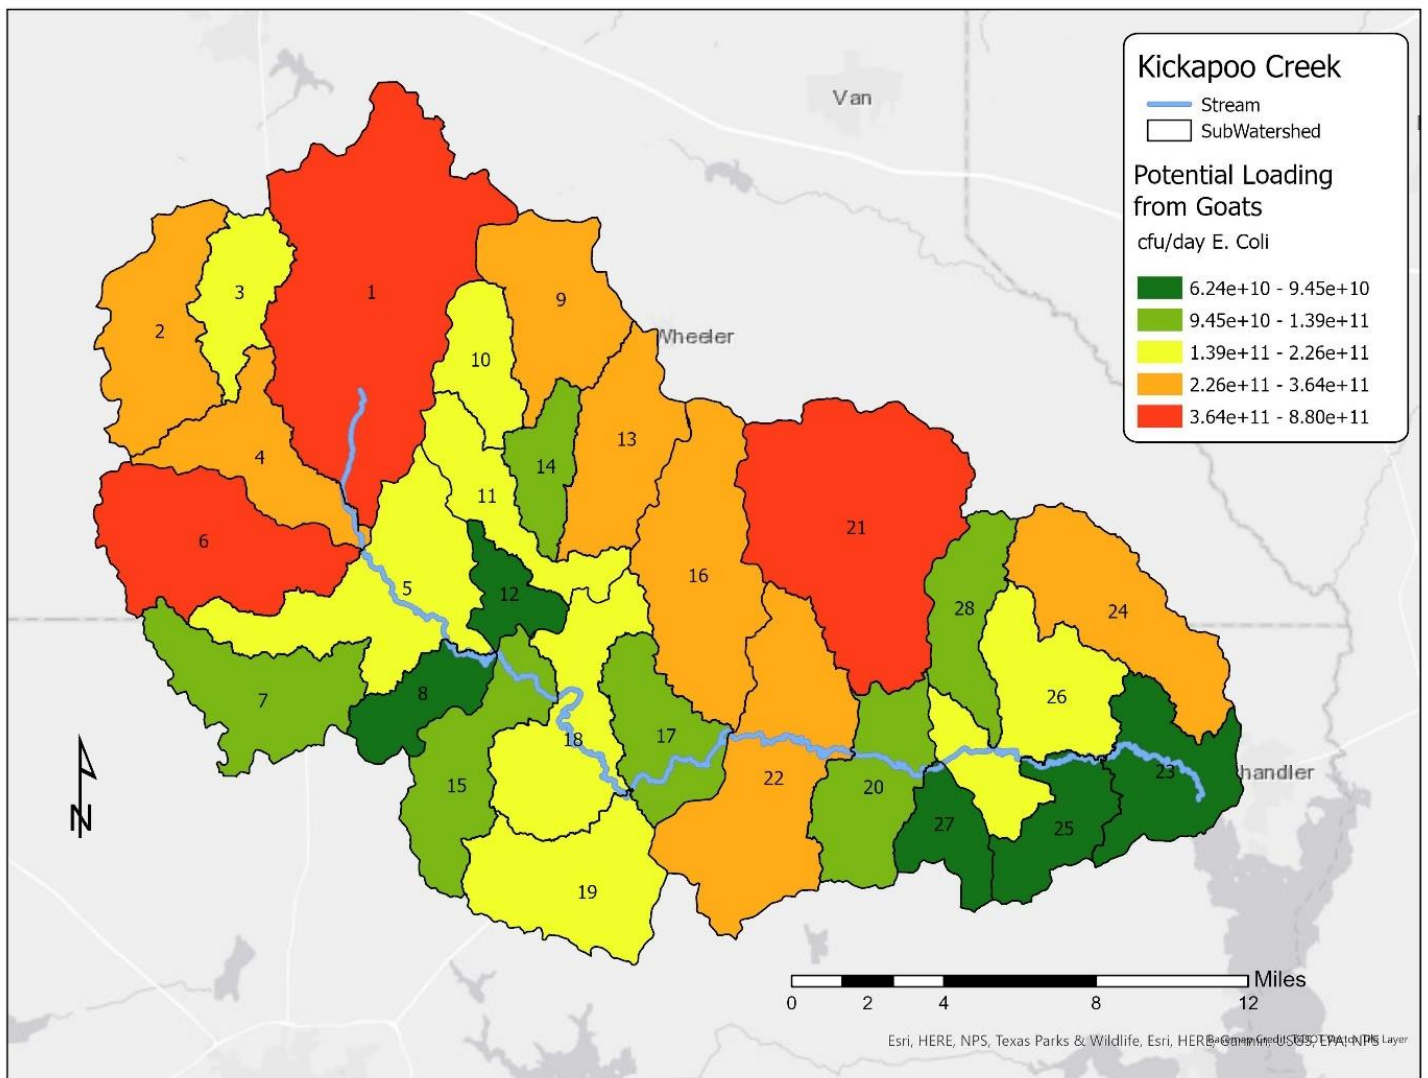 Van
Kickapoo Creek
Stream
SubWatershed
Potential Loading
from Goats
cfu/day E. Coli
6.24e+10 - 9.45e+10
9.45e+10 - 1.39e+11
1.39e+11 - 2.26e+11
2.26e+11 - 3.64e+11
3.64e+11 - 8.80e+11
1
2
3
9
Wheeler
10
4
13
14
11
6
21
16
5
12
28
24
7
8
26
17
18
15
22
20
23
handler
27
25
19
N
Miles
0 2 4 8 12
Esri, HERE, NPS, Texas Parks & Wildlife, Esri, HERE, Garmin, USGS, EPA, NPS